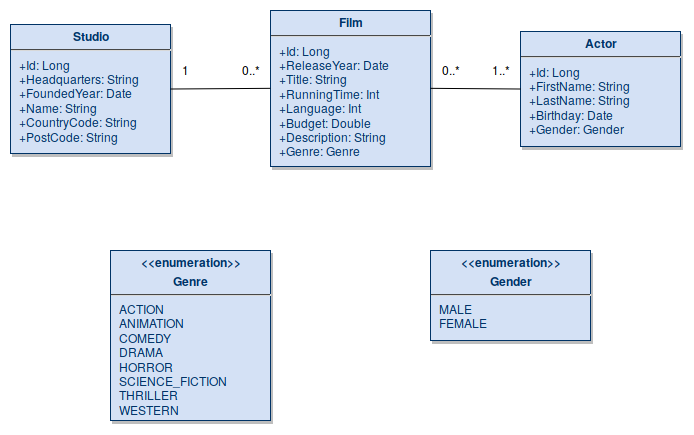 Studio
+Id: Long
+Headquarters: String
+FoundedYear: Date
+Name: String
+CountryCode: String
+PostCode: String
1
0..*
Film
+Id: Long
+ReleaseYear: Date
+Title: String
+RunningTime: Int
+Language: Int
+Budget: Double
+Description: String
+Genre: Genre
0..*
1..*
Actor
+Id: Long
+FirstName: String
+LastName: String
+Birthday: Date
+Gender: Gender
<<enumeration>>
Genre
ACTION
ANIMATION
COMEDY
DRAMA
HORROR
SCIENCE_FICTION
THRILLER
WESTERN
<<enumeration>>
Gender
MALE
FEMALE